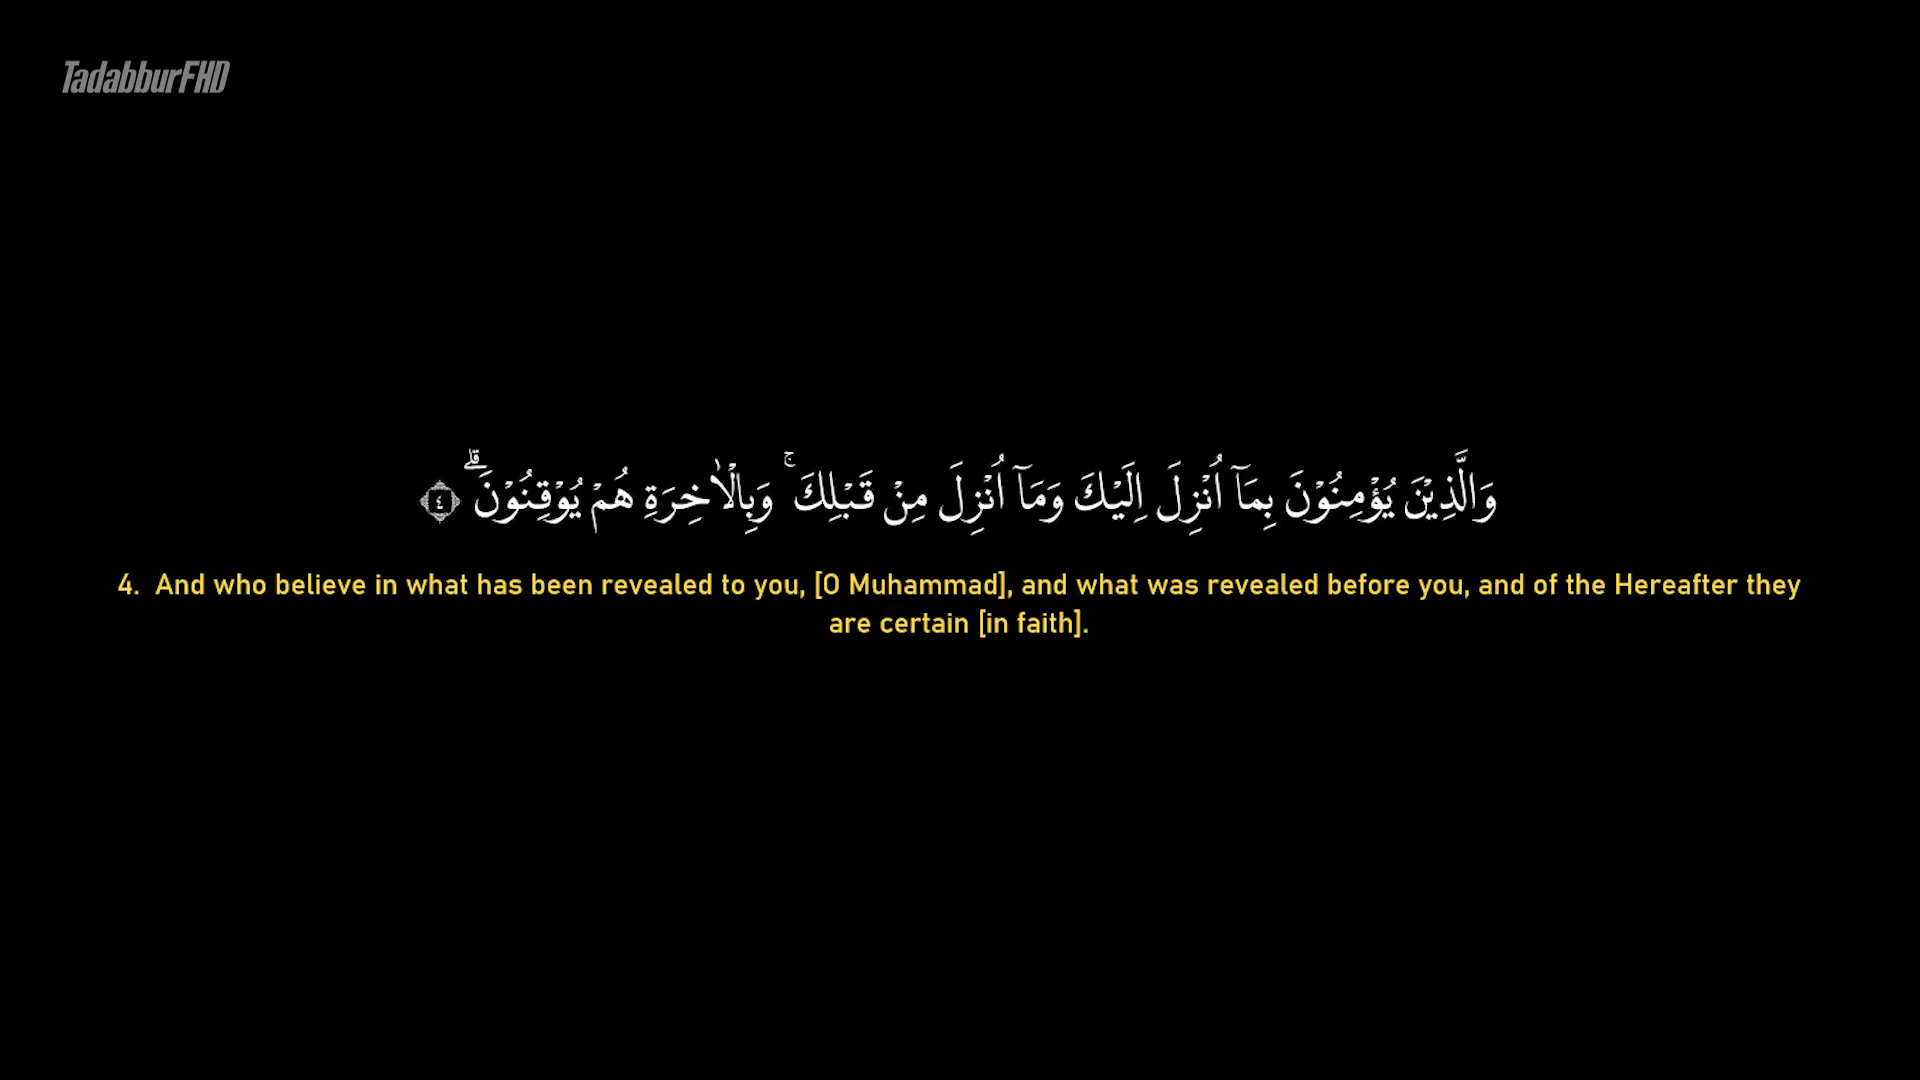 TadabburFHD
وَالَّذِيْنَ يُؤْمِنُوْنَ بِمَآ اُنْزِلَ اِلَيْكَ وَمَآ اُنْزِلَ مِنْ قَبْلِكَ ۚ وَبِالْاٰخِرَةِ هُمْ يُوْقِنُوْنَ ۗ ٤
4. And who believe in what has been revealed to you, [O Muhammad], and what was revealed before you, and of the Hereafter they
are certain [in faith].